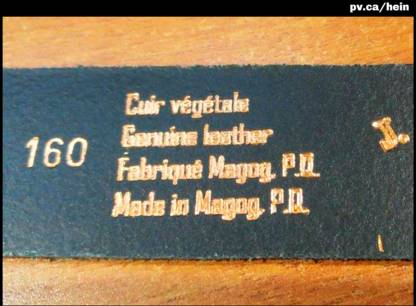 pv.ca/hein
160
Cuir végétale
Genuine leather
Fabriqué Magog, P.Q.
Made in Magog, P.Q.
J.